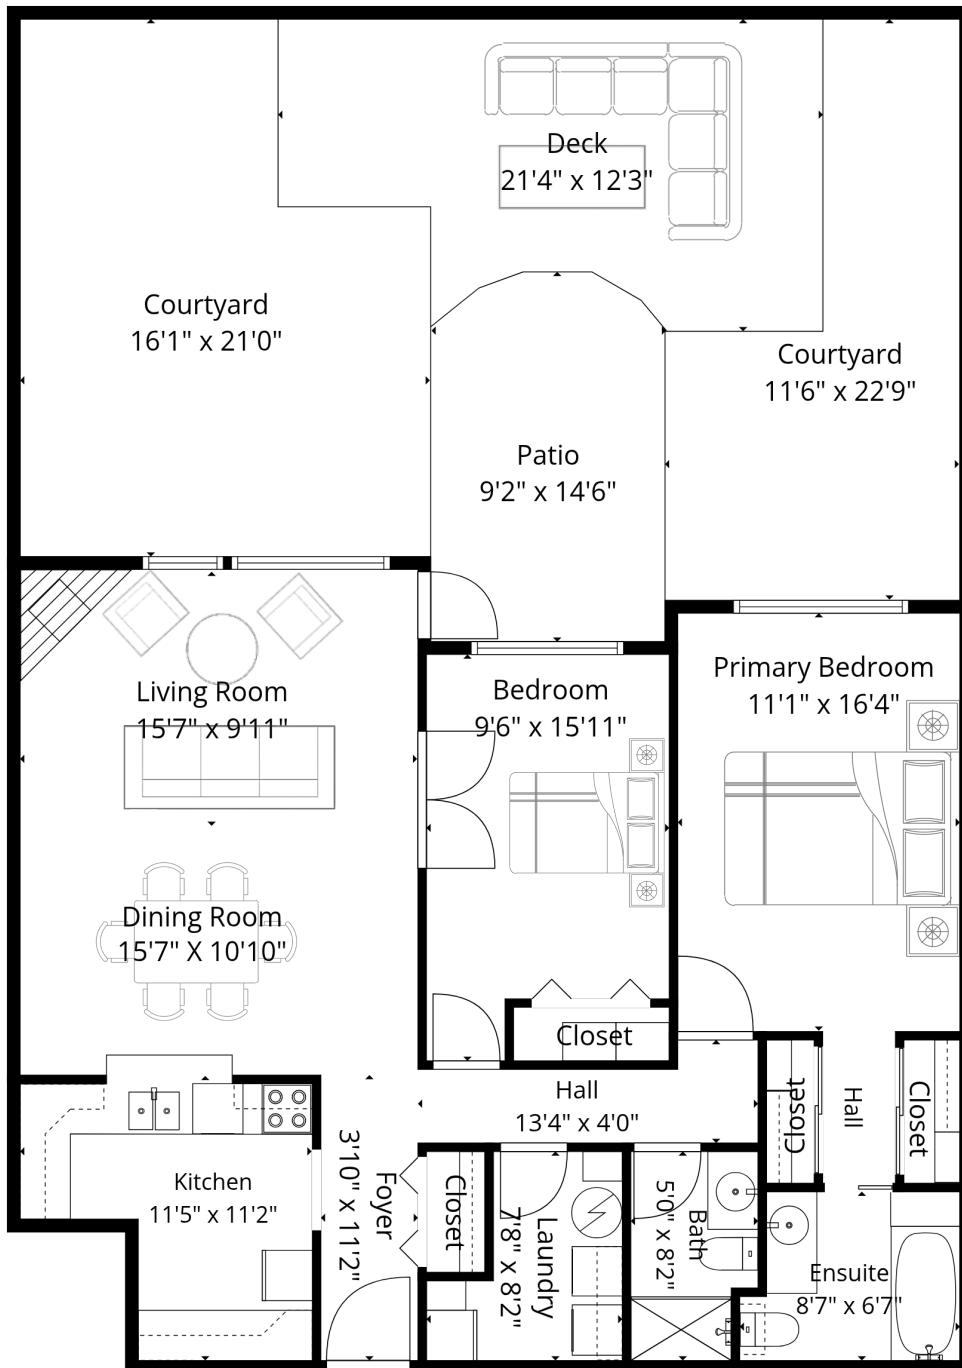 Deck
21'4" x 12'3"
Courtyard
16'1" x 21'0"
Courtyard
11'6" x 22'9"
Patio
9'2" x 14'6"
Living Room
15'7" x 9'11"
Bedroom
9'6" x 15'11"
Primary Bedroom
11'1" x 16'4"
Dining Room
15'7" X 10'10"
Closet
Hall
13'4" x 4'0"
Closet
Hall
Closet
Kitchen
11'5" x 11'2"
Foyer
3'10" x 11'2"
Closet
Laundry
7'8" x 8'2"
Bath
5'0" x 8'2"
Ensuite
8'7" x 6'7"